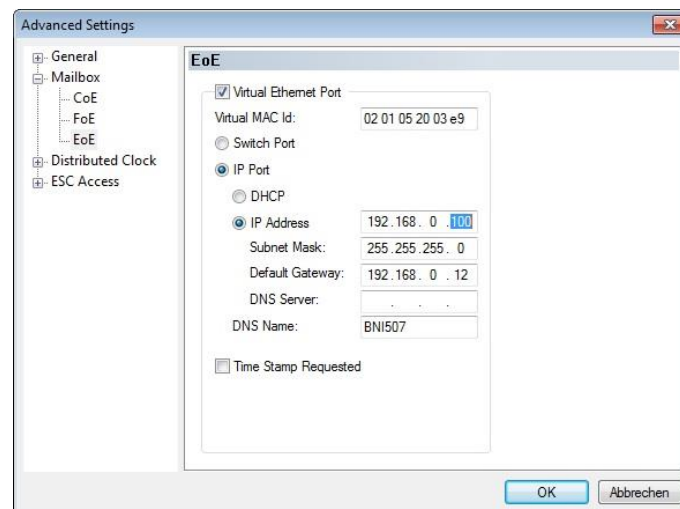 Advanced Settings
General
Mailbox
CoE
FoE
EoE
Distributed Clock
ESC Access
EoE
Virtual Ethernet Port
Virtual MAC Id: 02 01 05 20 03 e9
Switch Port
IP Port
DHCP
IP Address 192.168. 0 .100
Subnet Mask: 255.255.255. 0
Default Gateway: 192.168. 0 . 12
DNS Server: . . .
DNS Name: BNI507
Time Stamp Requested
OK Abbrechen